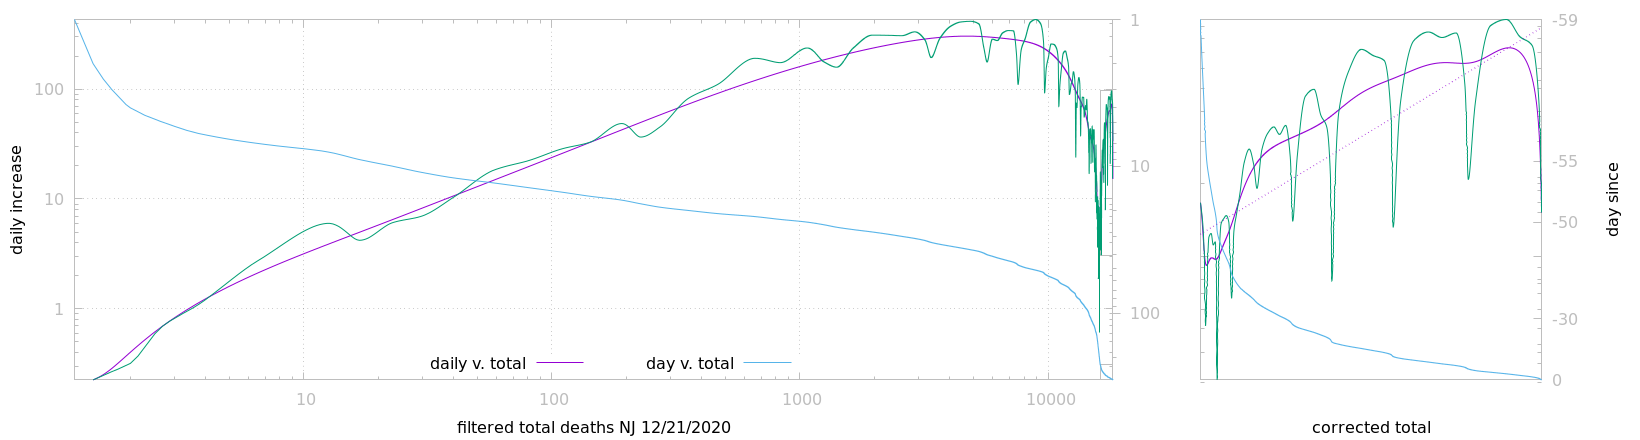 1
-59
100
daily increase
10
-55
day since
10
-50
1
100
-30
daily v. total
day v. total
0
10
100
1000
10000
filtered total deaths NJ 12/21/2020
corrected total